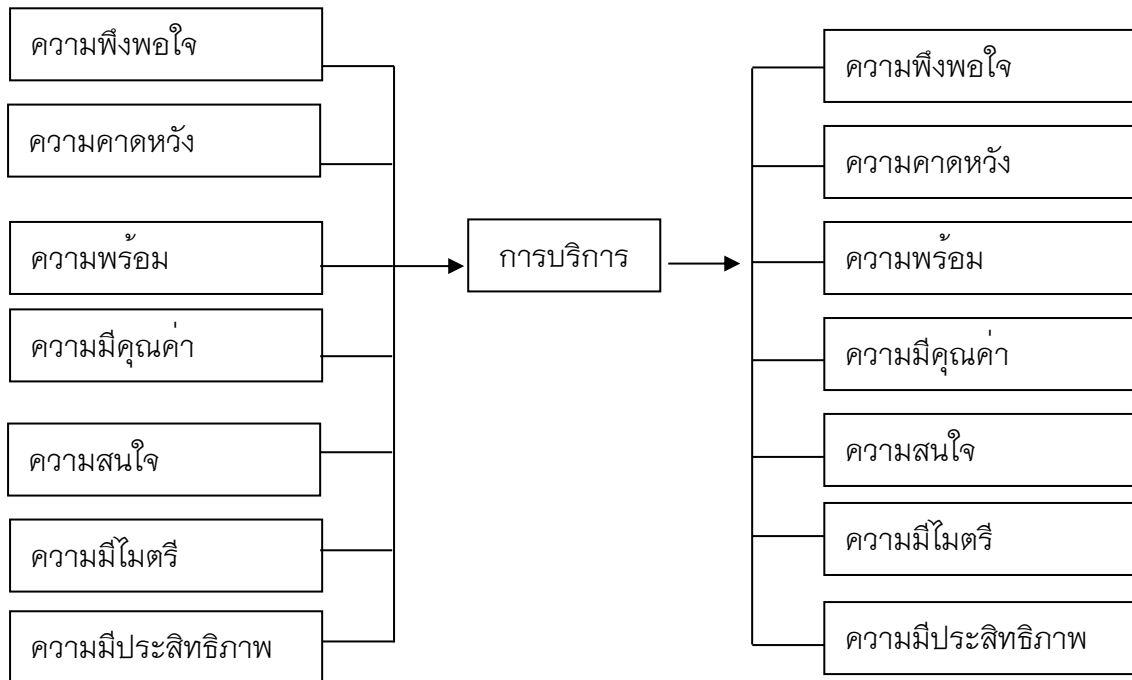 ความพึงพอใจ
ความคาดหวัง
ความพร้อม
ความมีคุณค่า
ความสนใจ
ความมีไมตรี
ความมีประสิทธิภาพ
การบริการ
ความพึงพอใจ
ความคาดหวัง
ความพร้อม
ความมีคุณค่า
ความสนใจ
ความมีไมตรี
ความมีประสิทธิภาพ